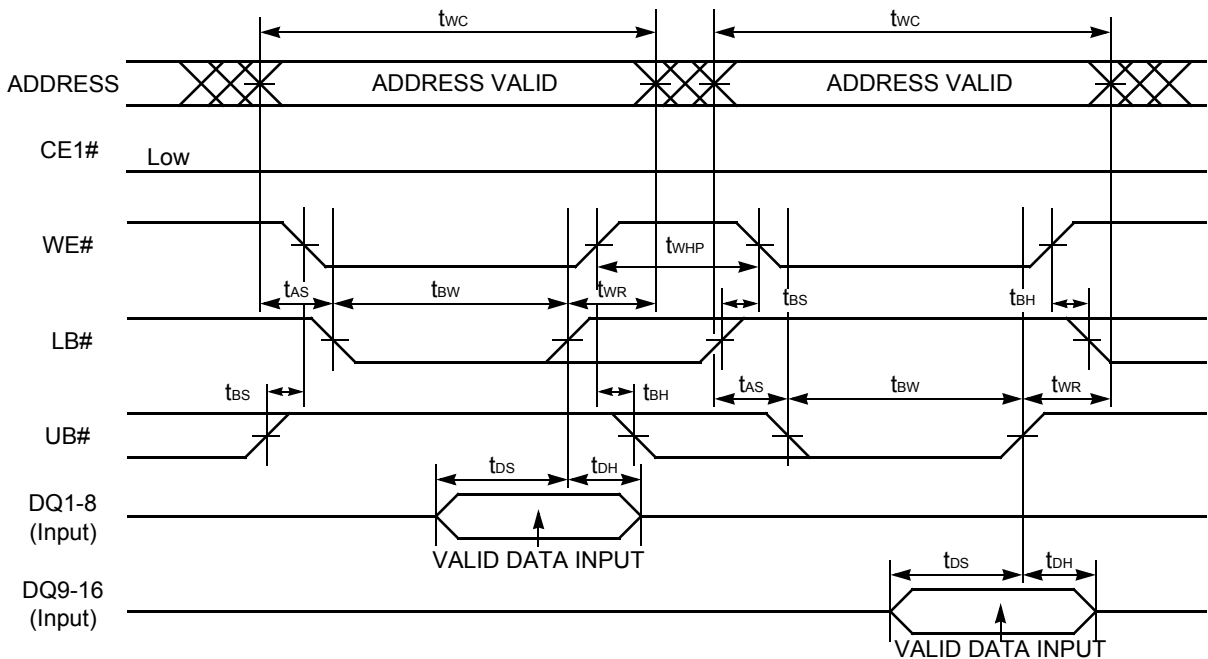 tWC tWC
ADDRESS ADDRESS VALID ADDRESS VALID
CE1# Low
WE# tWHP
tAS tBW tWR tBS tBH
LB#
tBS tBH tAS tBW tWR
UB#
tDS tDH
DQ1-8
(Input)
VALID DATA INPUT
tDS tDH
DQ9-16
(Input)
VALID DATA INPUT